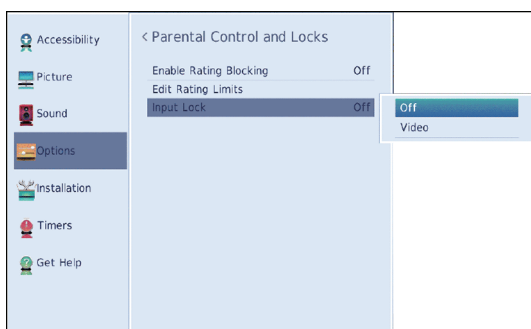 Accessibility
Picture
Sound
Options
Installation
Timers
Get Help
< Parental Control and Locks
Enable Rating Blocking Off
Edit Rating Limits
Input Lock Off
Off
Video